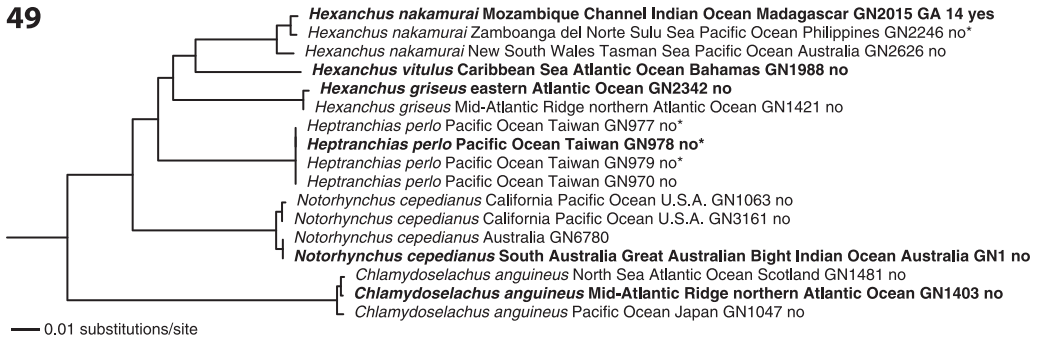 49
Hexanchus nakamurai Mozambique Channel Indian Ocean Madagascar GN2015 GA 14 yes
Hexanchus nakamurai Zamboanga del Norte Sulu Sea Pacific Ocean Philippines GN2246 no*
Hexanchus nakamurai New South Wales Tasman Sea Pacific Ocean Australia GN2626 no
Hexanchus vitulus Caribbean Sea Atlantic Ocean Bahamas GN1988 no
Hexanchus griseus eastern Atlantic Ocean GN2342 no
Hexanchus griseus Mid-Atlantic Ridge northern Atlantic Ocean GN1421 no
Heptranchias perlo Pacific Ocean Taiwan GN977 no*
Heptranchias perlo Pacific Ocean Taiwan GN978 no*
Heptranchias perlo Pacific Ocean Taiwan GN979 no*
Heptranchias perlo Pacific Ocean Taiwan GN970 no
Notorhynchus cepedianus California Pacific Ocean U.S.A. GN1063 no
Notorhynchus cepedianus California Pacific Ocean U.S.A. GN3161 no
Notorhynchus cepedianus Australia GN6780
Notorhynchus cepedianus South Australia Great Australian Bight Indian Ocean Australia GN1 no
Chlamydoselachus anguineus North Sea Atlantic Ocean Scotland GN1481 no
Chlamydoselachus anguineus Mid-Atlantic Ridge northern Atlantic Ocean GN1403 no
Chlamydoselachus anguineus Pacific Ocean Japan GN1047 no
0.01 substitutions/site